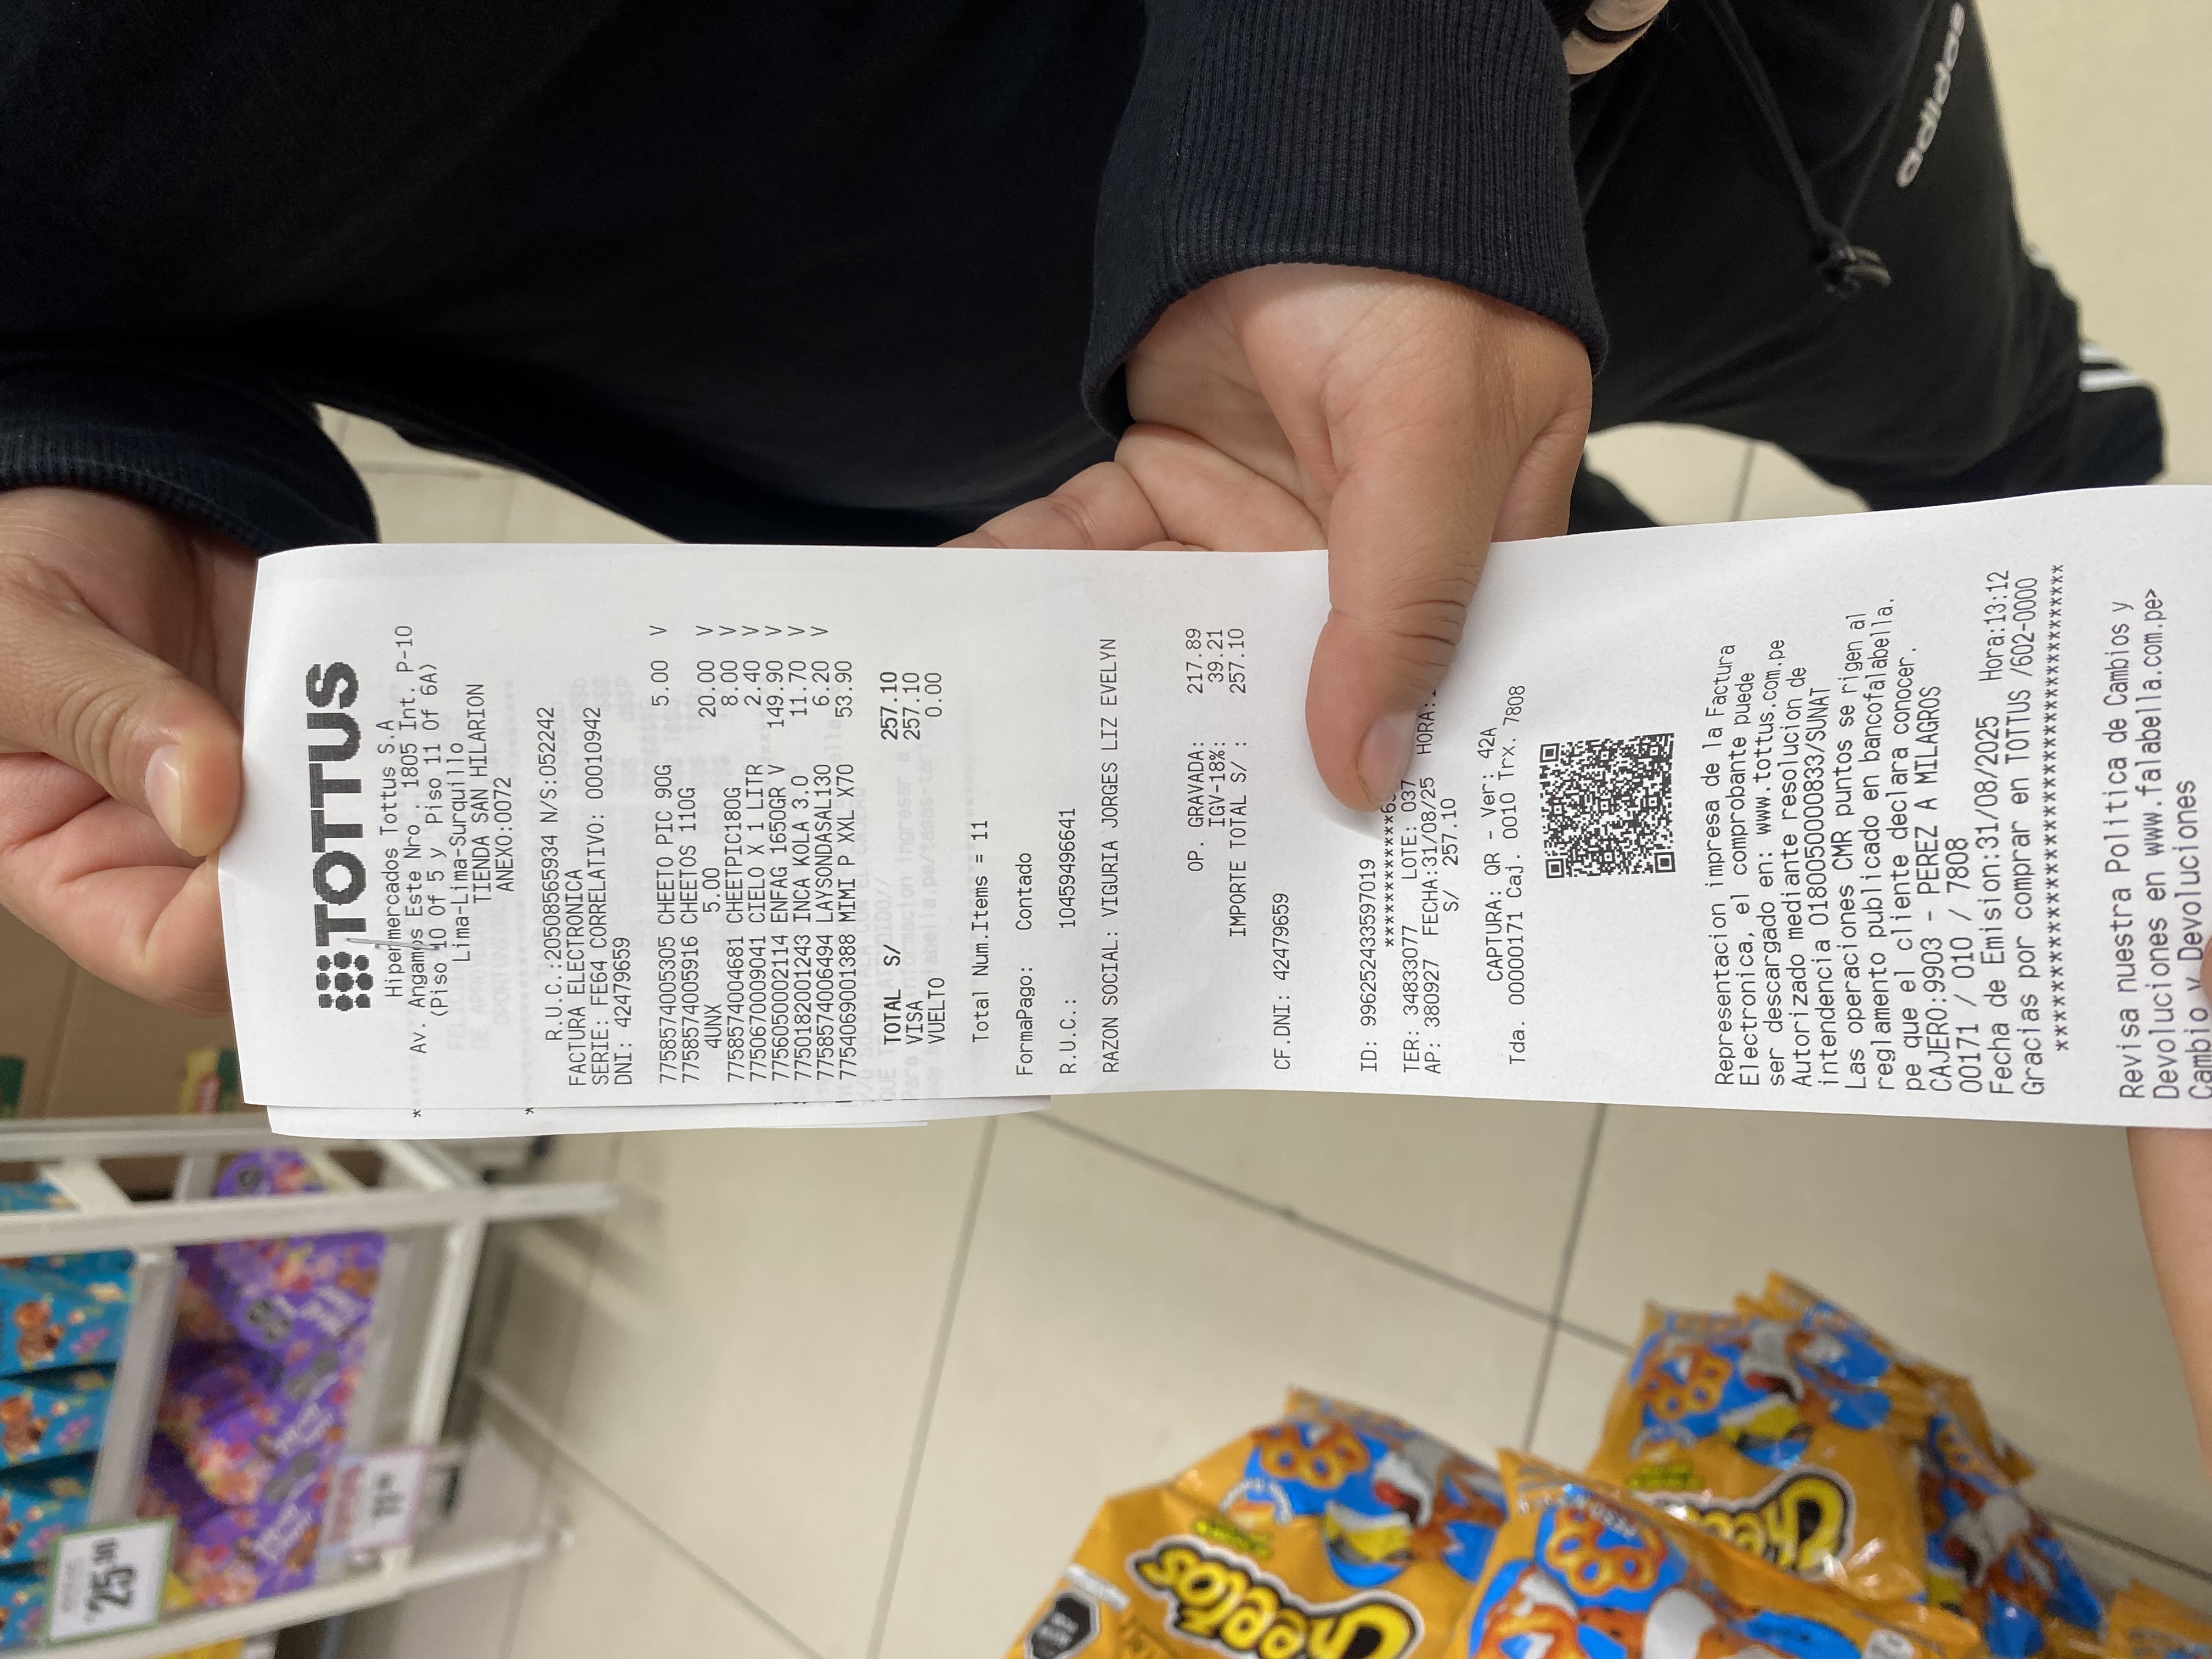 25.90
TOTTUS
Hipermercados Tottus S.A
* Av. Angamos Este Nro . 1805 Int. P-10
(Piso 10 Of 5 y Piso 11 Of 6A)
Lima-Lima-Surquillo
TIENDA SAN HILARION
ANEXO:0072
*
R.U.C.:20508565934 N/S:052242
FACTURA ELECTRONICA
SERIE: FE64 CORRELATIVO: 00010942
DNI: 42479659
7758574005305 CHEETO PIC 90G 5.00 V
7758574005916 CHEETOS 110G
4UNX 5.00 20.00 V
7758574004681 CHEETPIC180G 8.00 V
7750670009041 CIELO X 1 LITR 2.40 V
7756050002114 ENFAG 1650GR V 149.90 V
7750182001243 INCA KOLA 3.0 11.70 V
7758574006494 LAYSONDASAL130 6.20 V
7754069001388 MIMI P XXL X70 53.90
TOTAL S/ 257.10
VISA 257.10
VUELTO 0.00
Total Num.Items = 11
FormaPago: Contado
R.U.C.: 10459496641
RAZON SOCIAL: VIGURIA JORGES LIZ EVELYN
OP. GRAVADA: 217.89
IGV-18%: 39.21
IMPORTE TOTAL S/ : 257.10
CF.DNI: 42479659
ID: 996252433597019
************6
TER: 34833077 LOTE: 037
AP: 380927 FECHA:31/08/25 HORA:
S/ 257.10
CAPTURA: QR - Ver: 42A
Tda. 00000171 Caj. 0010 Trx. 7808
Representacion impresa de la Factura
Electronica, el comprobante puede
ser descargado en: www.tottus.com.pe
Autorizado mediante resolucion de
intendencia 0180050000833/SUNAT
Las operaciones CMR puntos se rigen al
reglamento publicado en bancofalabella.
pe que el cliente declara conocer.
CAJERO:9903 - PEREZ A MILAGROS
00171 / 010 / 7808
Fecha de Emision:31/08/2025 Hora:13:12
Gracias por comprar en TOTTUS /602-0000
**************************************
Revisa nuestra Politica de Cambios y
Devoluciones en www.falabella.com.pe>
Cambio y Devoluciones
Cheetos
Cheetos
adidas